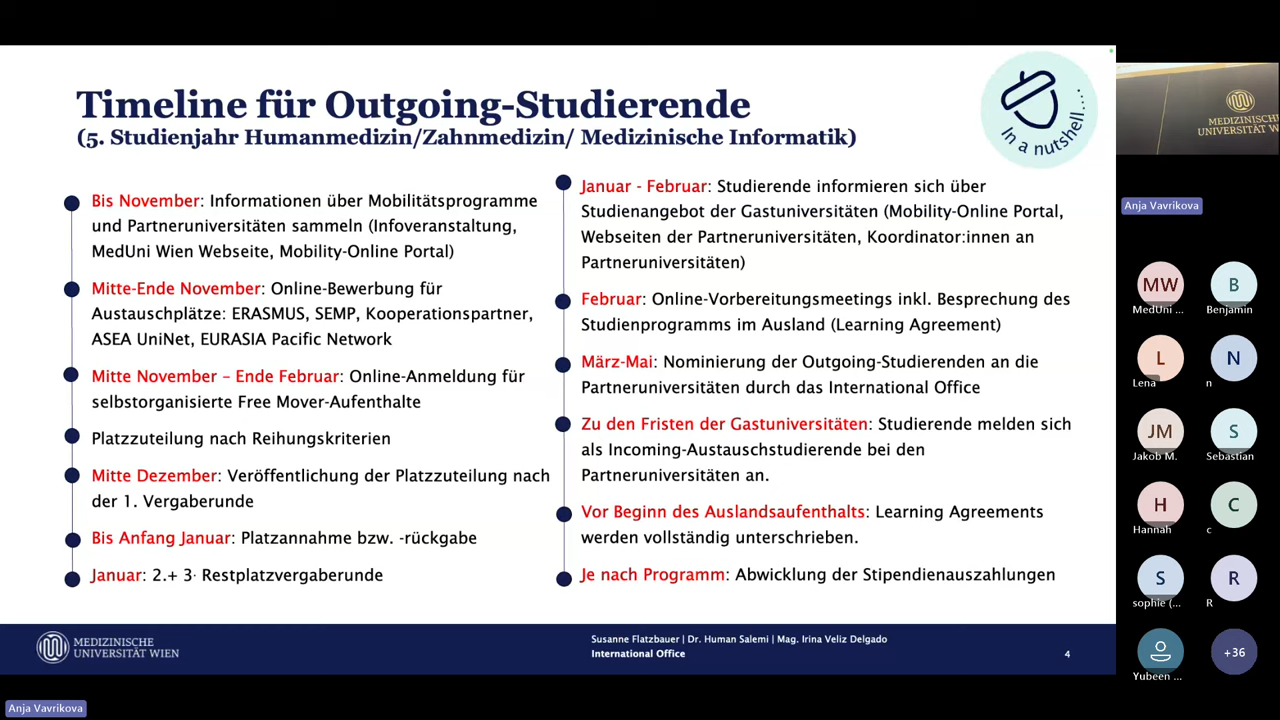 Timeline für Outgoing-Studierende
(5. Studienjahr Humanmedizin/Zahnmedizin/ Medizinische Informatik)
In a nutshell....
Bis November: Informationen über Mobilitätsprogramme
und Partneruniversitäten sammeln (Infoveranstaltung,
MedUni Wien Webseite, Mobility-Online Portal)
Mitte-Ende November: Online-Bewerbung für
Austauschplätze: ERASMUS, SEMP, Kooperationspartner,
ASEA UniNet, EURASIA Pacific Network
Mitte November – Ende Februar: Online-Anmeldung für
selbstorganisierte Free Mover-Aufenthalte
Platzzuteilung nach Reihungskriterien
Mitte Dezember: Veröffentlichung der Platzzuteilung nach
der 1. Vergaberunde
Bis Anfang Januar: Platzannahme bzw. -rückgabe
Januar: 2.+ 3. Restplatzvergaberunde
Januar - Februar: Studierende informieren sich über
Studienangebot der Gastuniversitäten (Mobility-Online Portal,
Webseiten der Partneruniversitäten, Koordinator:innen an
Partneruniversitäten)
Februar: Online-Vorbereitungsmeetings inkl. Besprechung des
Studienprogramms im Ausland (Learning Agreement)
März-Mai: Nominierung der Outgoing-Studierenden an die
Partneruniversitäten durch das International Office
Zu den Fristen der Gastuniversitäten: Studierende melden sich
als Incoming-Austauschstudierende bei den
Partneruniversitäten an.
Vor Beginn des Auslandsaufenthalts: Learning Agreements
werden vollständig unterschrieben.
Je nach Programm: Abwicklung der Stipendienauszahlungen
MEDIZINISCHE
UNIVERSITÄT WIEN
Susanne Flatzbauer | Dr. Human Salemi | Mag. Irina Veliz Delgado
International Office
4
Anja Vavrikova
MEDIZINISCHE
UNIVERSITÄT WIEN
Anja Vavrikova
MW
MedUni ...
B
Benjamin
L
Lena
N
n
JM
Jakob M.
S
Sebastian
H
Hannah
C
c
S
sophie (...
R
R
Yubeen ...
+36